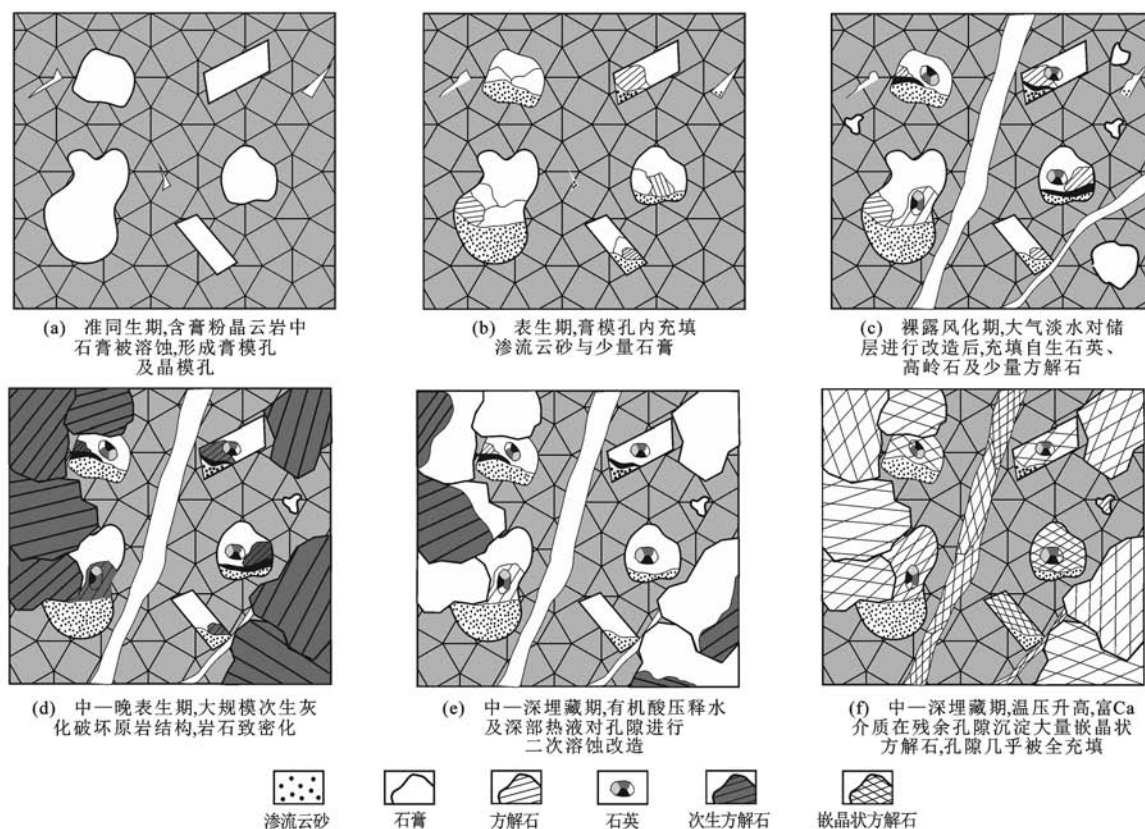 (a) 准同生期,含膏粉晶云岩中
石膏被溶蚀,形成膏模孔
及晶模孔
(b) 表生期,膏模孔内充填
渗流云砂与少量石膏
(c) 裸露风化期,大气淡水对储
层进行改造后,充填自生石英、
高岭石及少量方解石
(d) 中—晚表生期,大规模次生灰
化破坏原岩结构,岩石致密化
(e) 中—深埋藏期,有机酸压释水
及深部热液对孔隙进行
二次溶蚀改造
(f) 中—深埋藏期,温压升高,富Ca
介质在残余孔隙沉淀大量嵌晶状
方解石,孔隙几乎被全充填
渗流云砂 石膏 方解石 石英 次生方解石 嵌晶状方解石